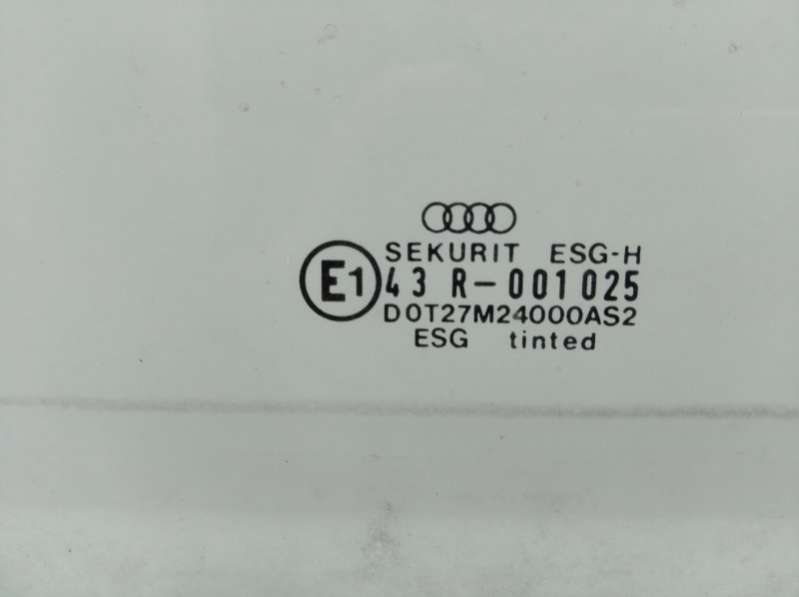 SEKURIT ESG-H
E1 43 R-001025
DOT27M24000AS2
ESG tinted